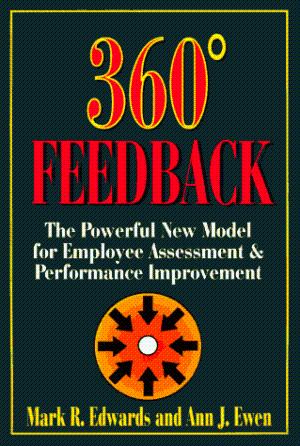 360°
FEEDBACK
The Powerful New Model
for Employee Assessment &
Performance Improvement
Mark R. Edwards and Ann J. Ewen